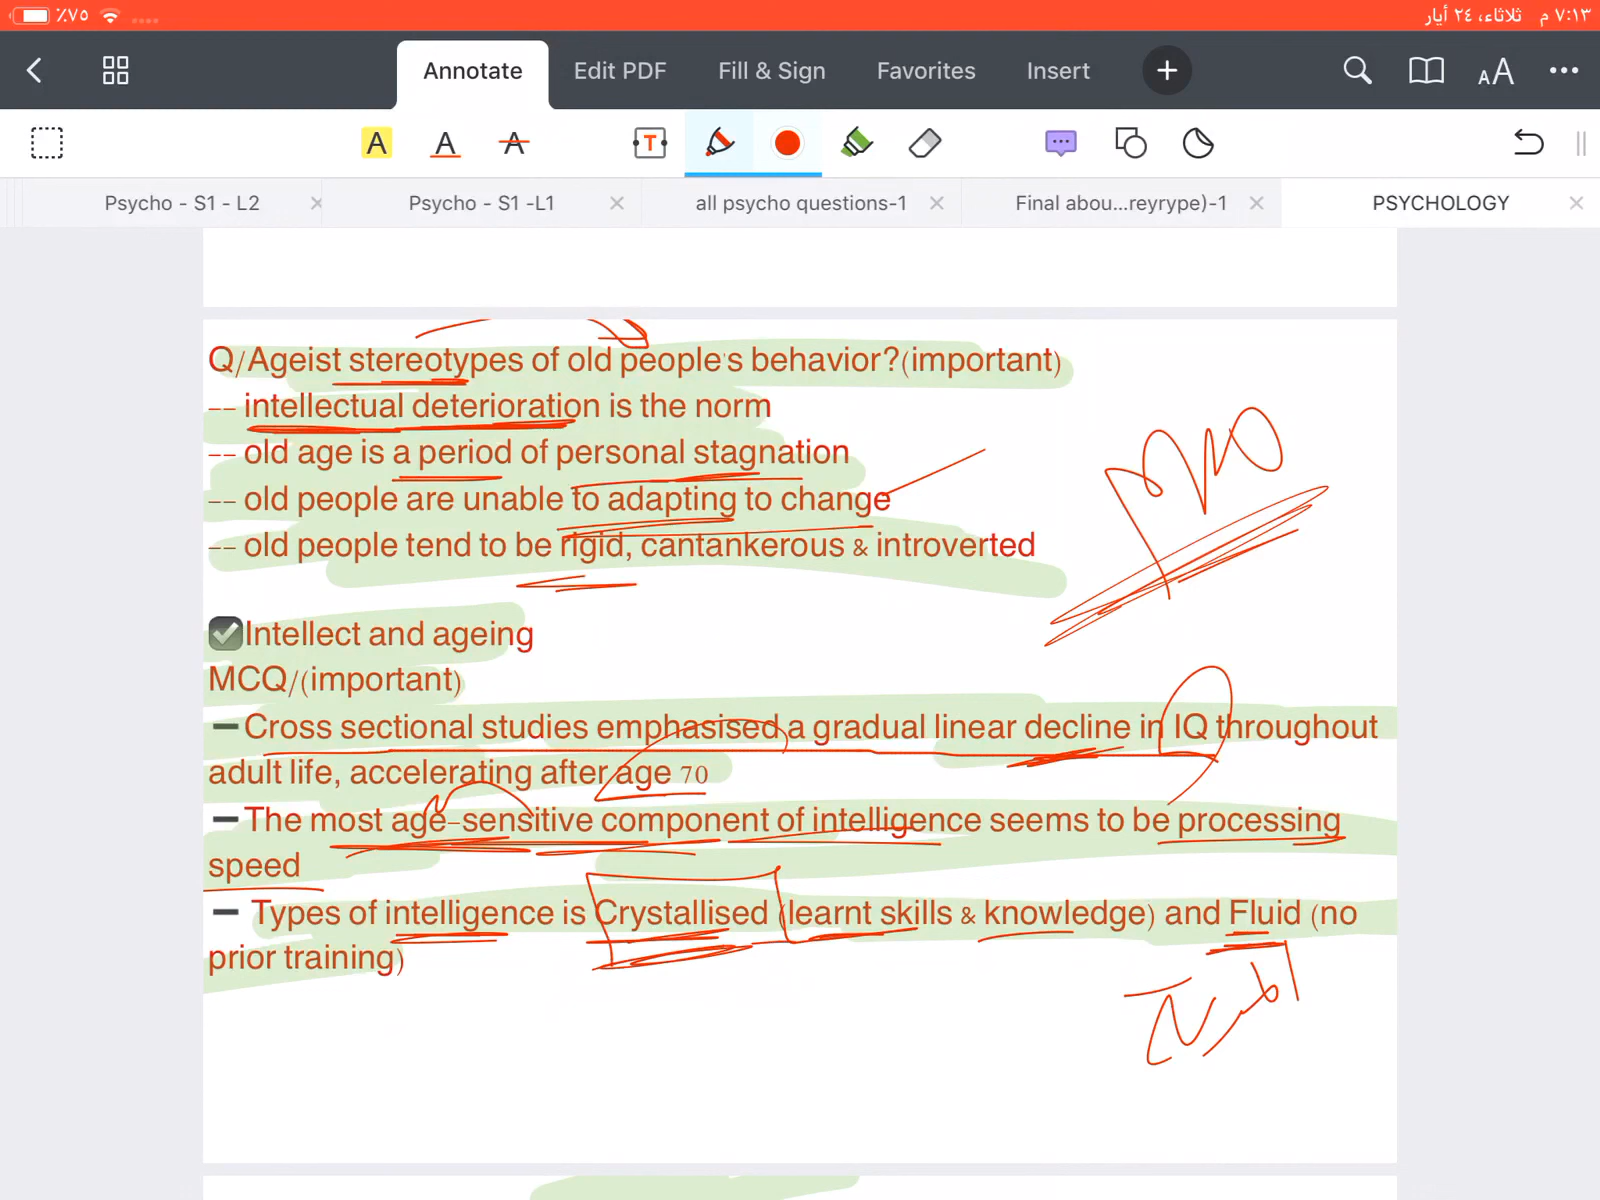 ٪٧٥
٧:١٣ م ثلاثاء، ٢٤ أيار
Annotate Edit PDF Fill & Sign Favorites Insert
AA
A A A T
Psycho - S1 - L2 Psycho - S1 -L1 all psycho questions-1 Final abou...reyrype)-1 PSYCHOLOGY
Q/Ageist stereotypes of old people's behavior?(important)
-- intellectual deterioration is the norm
-- old age is a period of personal stagnation
-- old people are unable to adapting to change
-- old people tend to be rigid, cantankerous & introverted
✅Intellect and ageing
MCQ/(important)
➖Cross sectional studies emphasised a gradual linear decline in IQ throughout
adult life, accelerating after age 70
➖The most age-sensitive component of intelligence seems to be processing
speed
➖ Types of intelligence is Crystallised (learnt skills & knowledge) and Fluid (no
prior training)